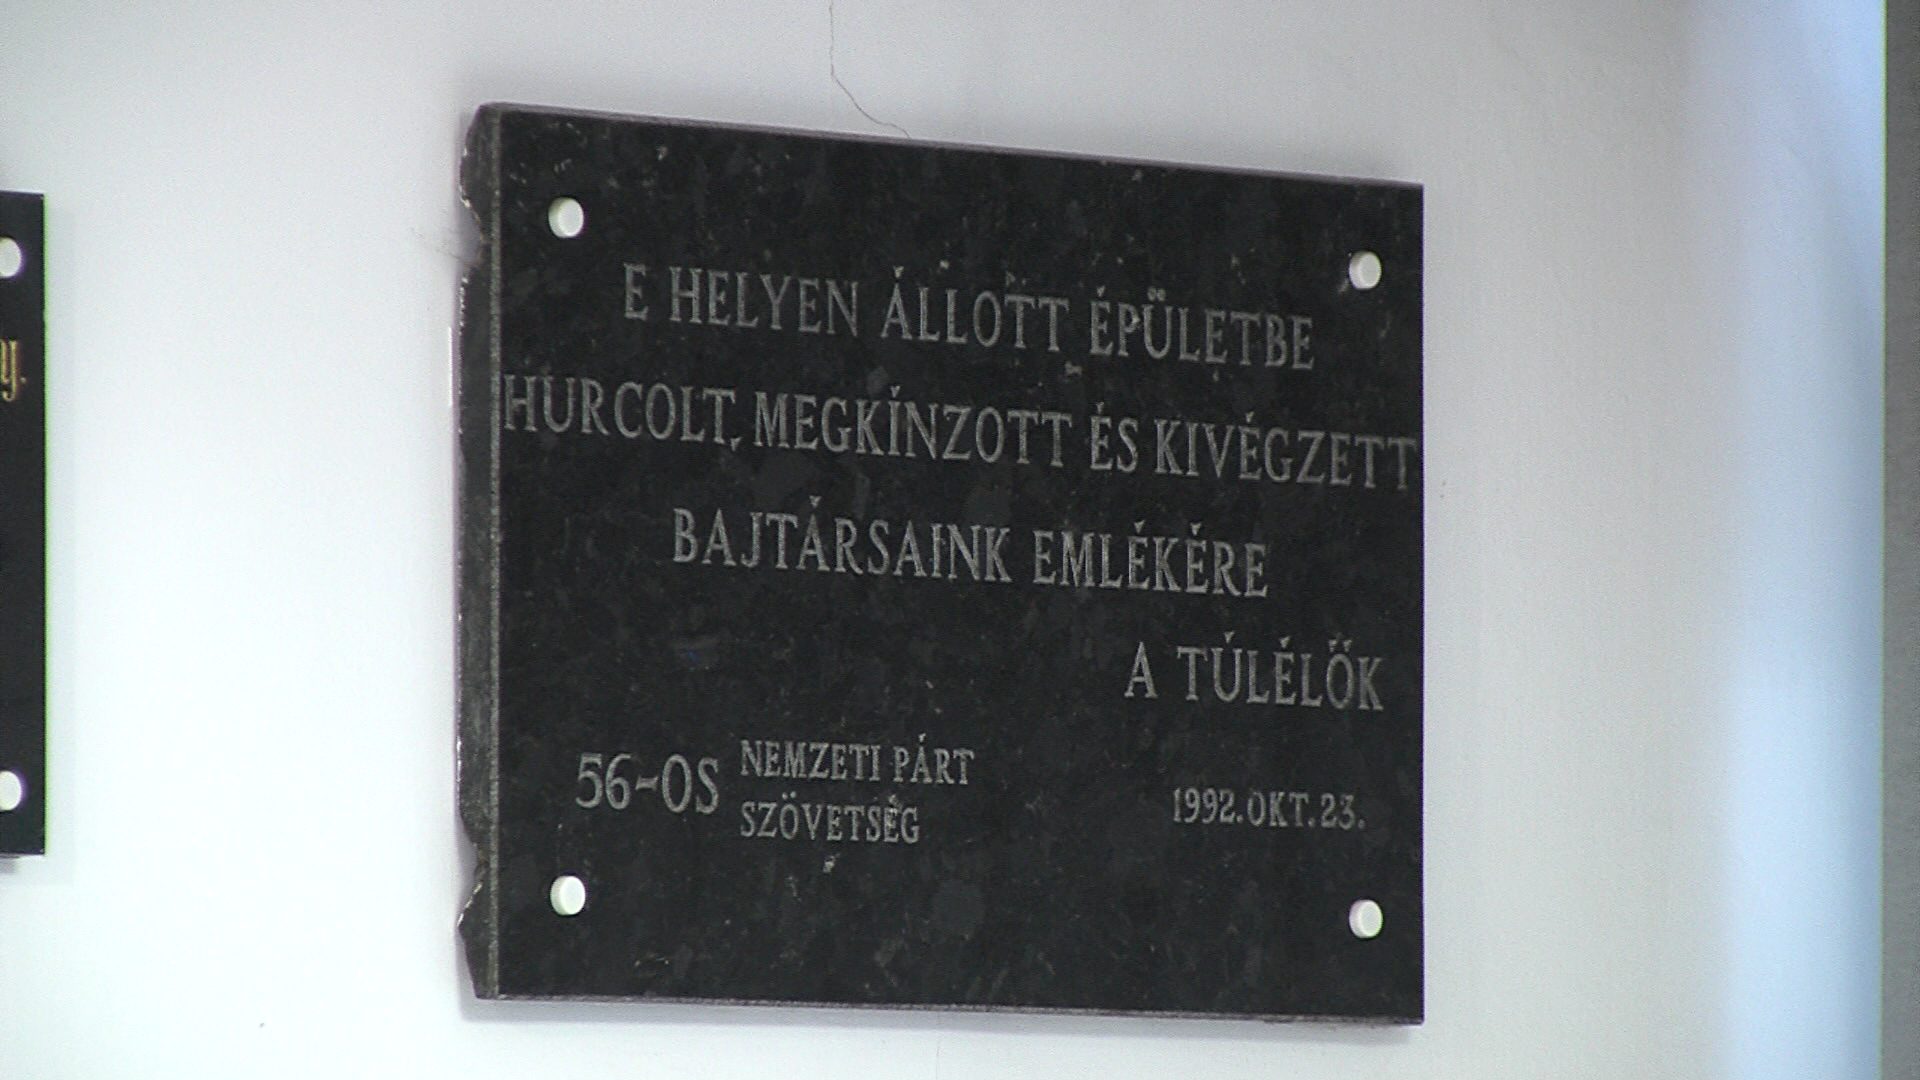 E HELYEN ÁLLOTT ÉPÜLETBE
HURCOLT, MEGKÍNZOTT ÉS KIVÉGZETT
BAJTÁRSAINK EMLÉKÉRE
A TÚLÉLŐK
56-OS NEMZETI PÁRT
SZÖVETSÉG
1992.OKT.23.